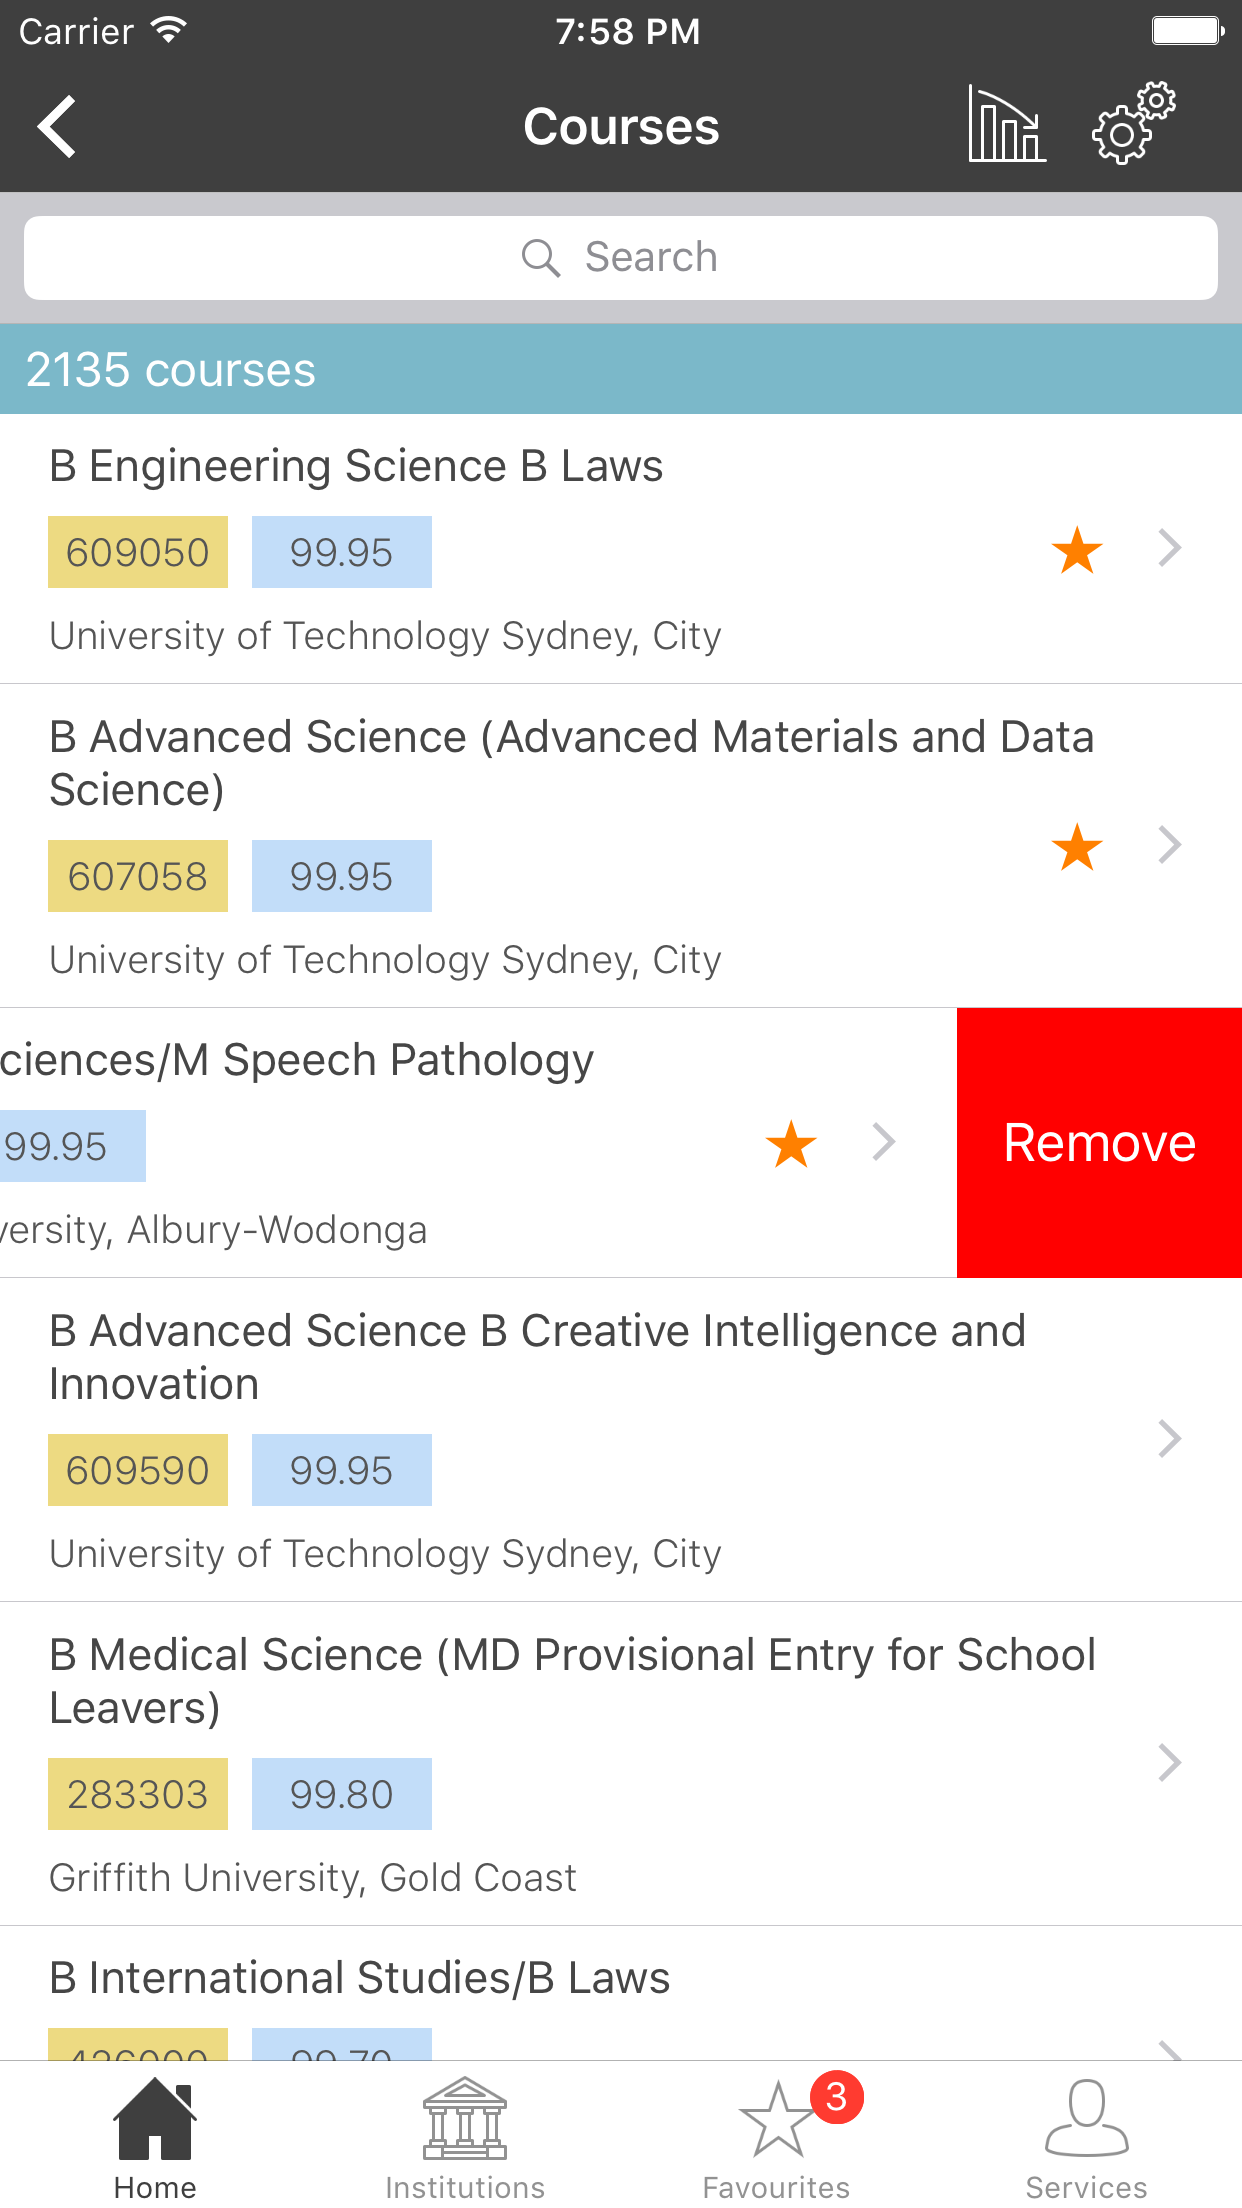 Carrier 7:58 PM
Courses
Search
2135 courses
B Engineering Science B Laws
609050 99.95
University of Technology Sydney, City
B Advanced Science (Advanced Materials and Data
Science)
607058 99.95
University of Technology Sydney, City
ciences/M Speech Pathology
99.95
Remove
versity, Albury-Wodonga
B Advanced Science B Creative Intelligence and
Innovation
609590 99.95
University of Technology Sydney, City
B Medical Science (MD Provisional Entry for School
Leavers)
283303 99.80
Griffith University, Gold Coast
B International Studies/B Laws
99.70
3
Home Institutions Favourites Services